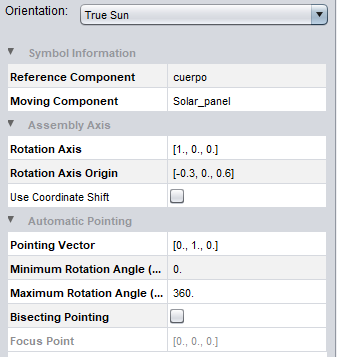 Orientation: True Sun
Symbol Information
Reference Component cuerpo
Moving Component Solar_panel
Assembly Axis
Rotation Axis [1., 0., 0.]
Rotation Axis Origin [-0.3, 0., 0.6]
Use Coordinate Shift
Automatic Pointing
Pointing Vector [0., 1., 0.]
Minimum Rotation Angle (... 0.
Maximum Rotation Angle (... 360.
Bisecting Pointing
Focus Point [0., 0., 0.]